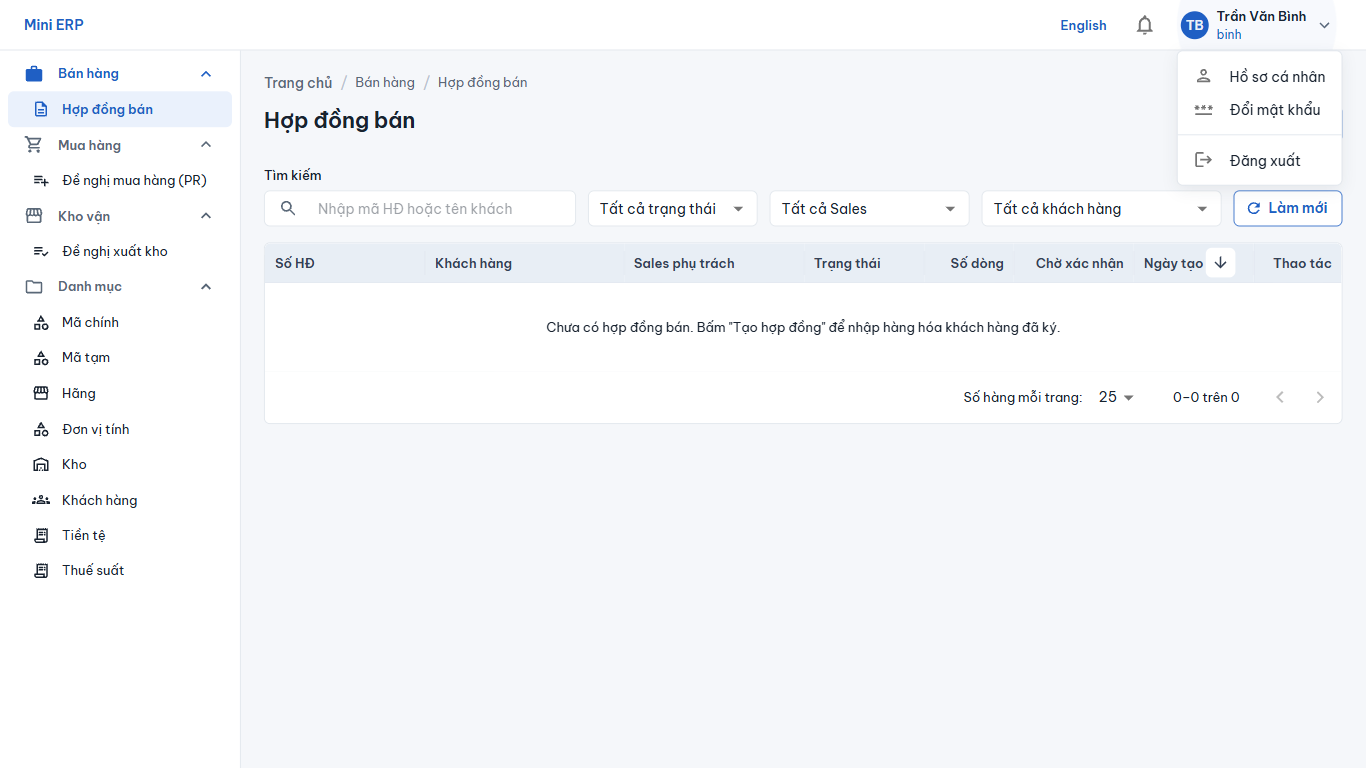 Mini ERP
English
TB
Trần Văn Bình
binh
Hồ sơ cá nhân
Đổi mật khẩu
Đăng xuất
Bán hàng
Hợp đồng bán
Mua hàng
Đề nghị mua hàng (PR)
Kho vận
Đề nghị xuất kho
Danh mục
Mã chính
Mã tạm
Hãng
Đơn vị tính
Kho
Khách hàng
Tiền tệ
Thuế suất
Trang chủ / Bán hàng / Hợp đồng bán
Hợp đồng bán
Tìm kiếm
Nhập mã HĐ hoặc tên khách
Tất cả trạng thái
Tất cả Sales
Tất cả khách hàng
Làm mới
Số HĐ Khách hàng Sales phụ trách Trạng thái Số dòng Chờ xác nhận Ngày tạo Thao tác
Chưa có hợp đồng bán. Bấm "Tạo hợp đồng" để nhập hàng hóa khách hàng đã ký.
Số hàng mỗi trang: 25 0–0 trên 0